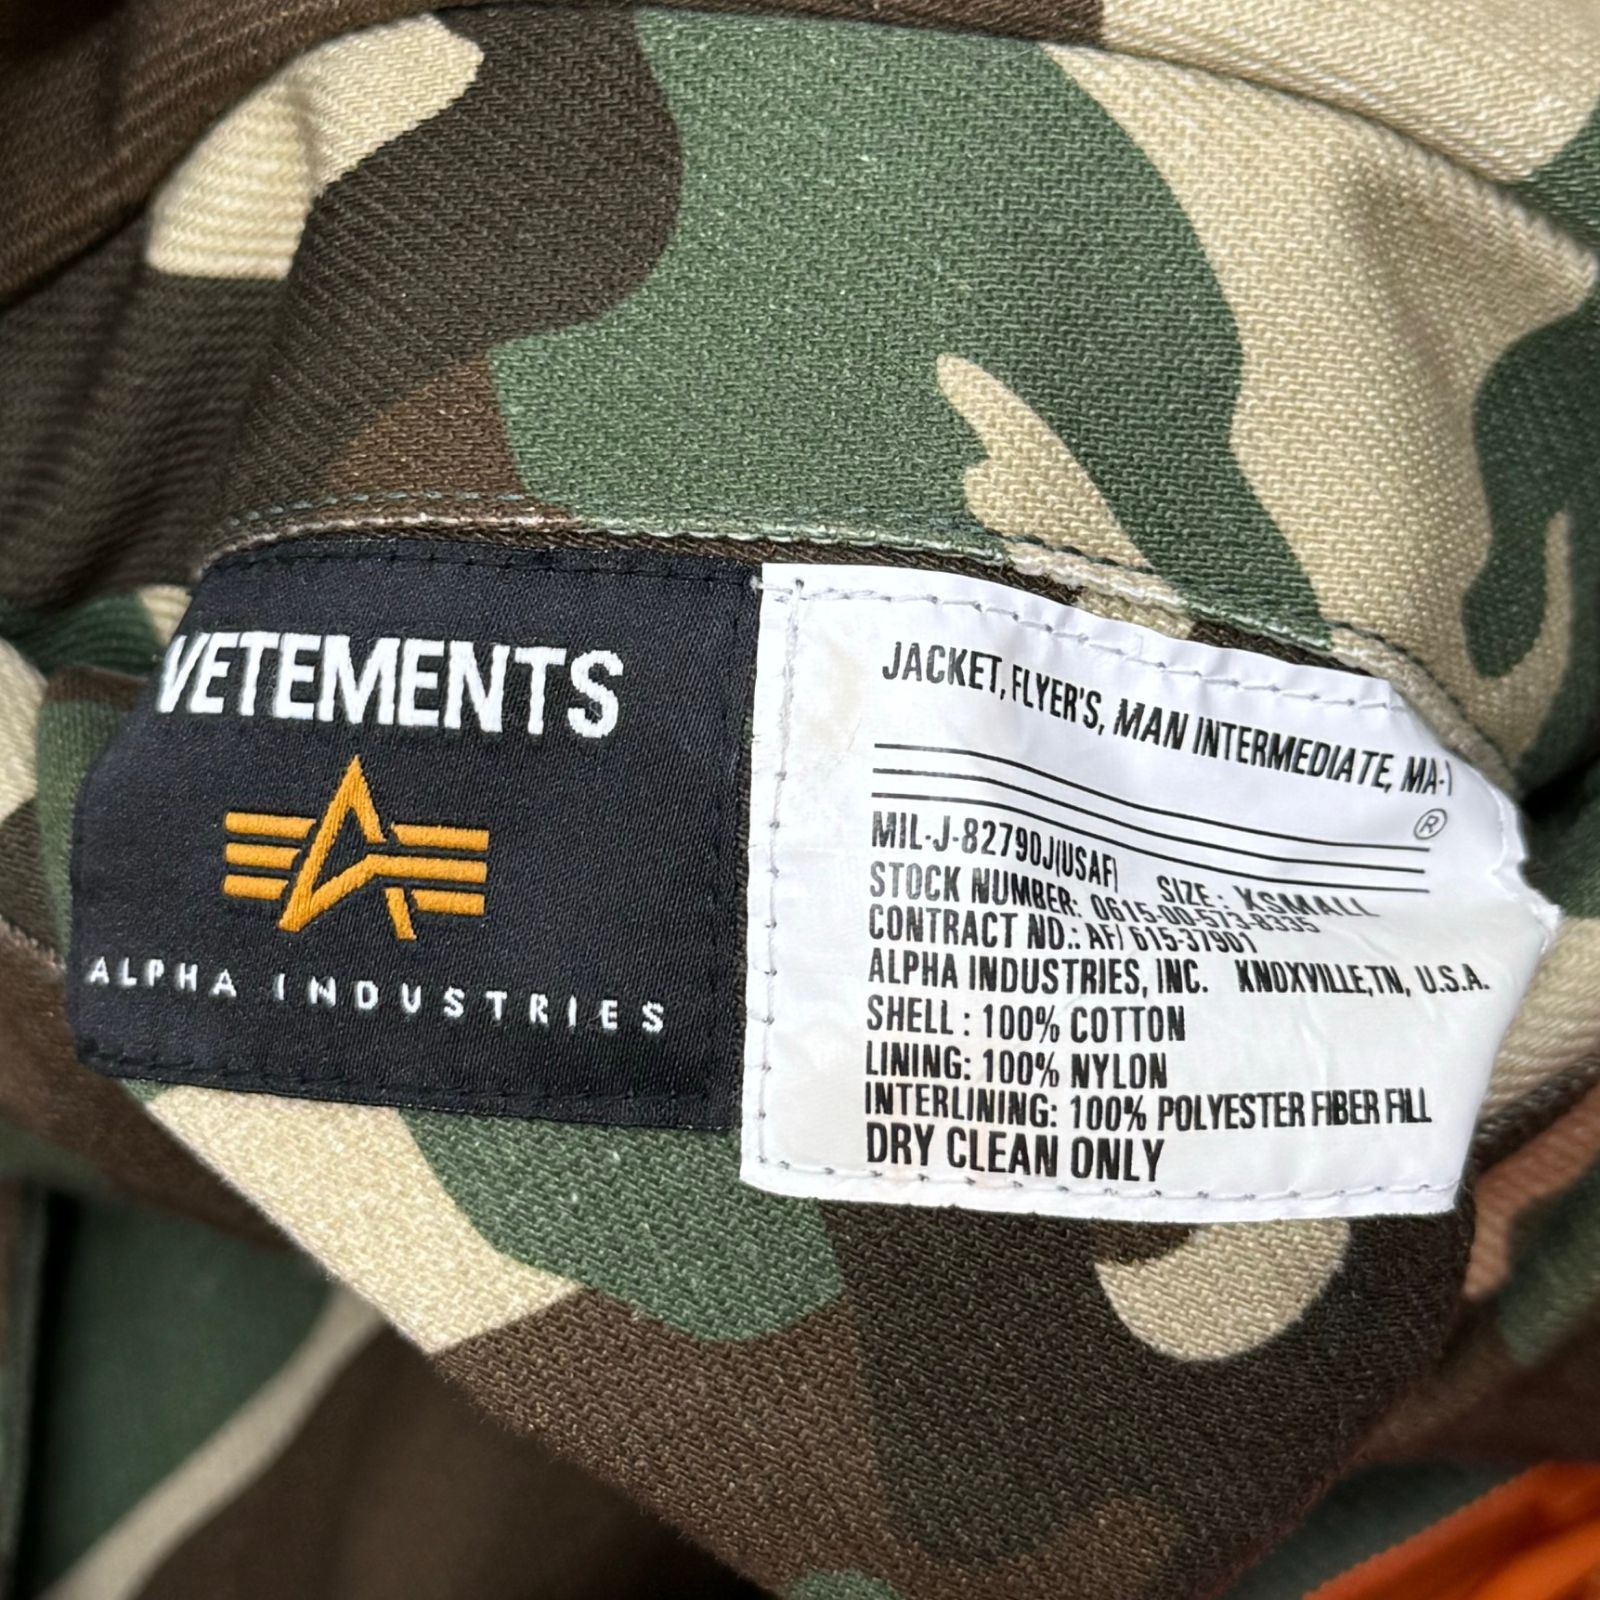 VETEMENTS
ALPHA INDUSTRIES
JACKET, FLYER'S, MAN INTERMEDIATE, MA-1
®
MIL-J-82790J(USAF) SIZE: XSMALL
STOCK NUMBER: 0615-00-573-8335
CONTRACT NO.: AF/ 615-37901
ALPHA INDUSTRIES, INC. KNOXVILLE,TN, U.S.A.
SHELL : 100% COTTON
LINING: 100% NYLON
INTERLINING: 100% POLYESTER FIBER FILL
DRY CLEAN ONLY